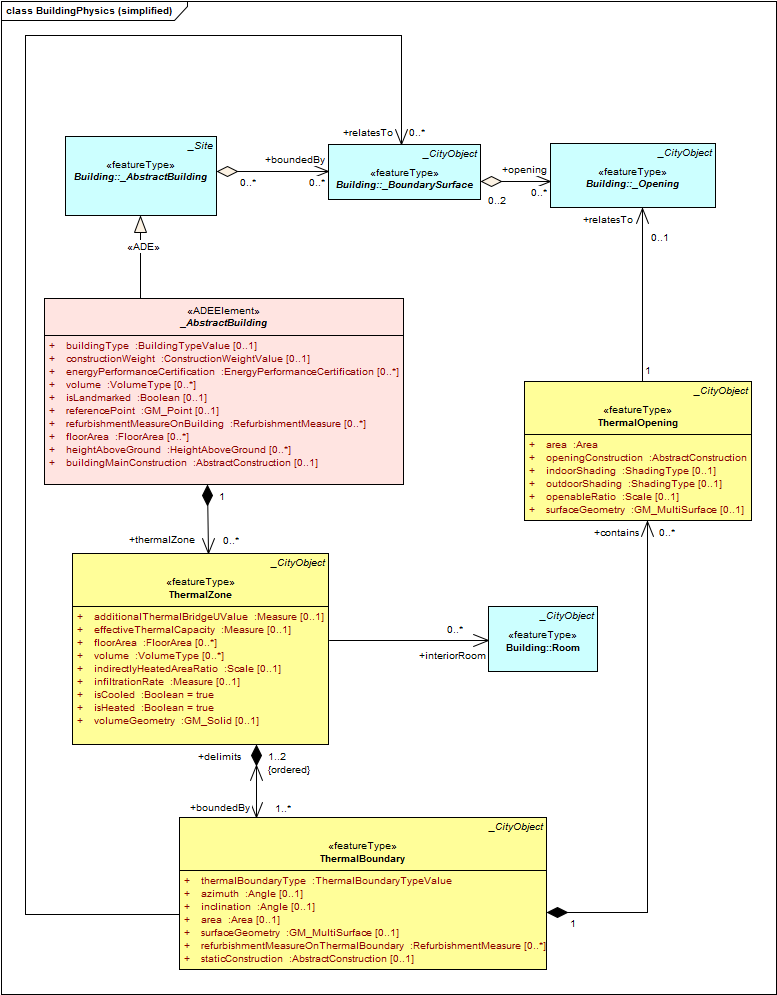 class BuildingPhysics (simplified)
+relatesTo
0..*
_Site
«featureType»
Building::_AbstractBuilding
+boundedBy
0..*
0..*
_CityObject
«featureType»
Building::_BoundarySurface
+opening
0..2
0..*
_CityObject
«featureType»
Building::_Opening
+relatesTo
0..1
«ADE»
«ADEElement»
_AbstractBuilding
+ buildingType :BuildingTypeValue [0..1]
+ constructionWeight :ConstructionWeightValue [0..1]
+ energyPerformanceCertification :EnergyPerformanceCertification [0..*]
+ volume :VolumeType [0..*]
+ isLandmarked :Boolean [0..1]
+ referencePoint :GM_Point [0..1]
+ refurbishmentMeasureOnBuilding :RefurbishmentMeasure [0..*]
+ floorArea :FloorArea [0..*]
+ heightAboveGround :HeightAboveGround [0..*]
+ buildingMainConstruction :AbstractConstruction [0..1]
1
_CityObject
«featureType»
ThermalOpening
+ area :Area
+ openingConstruction :AbstractConstruction
+ indoorShading :ShadingType [0..1]
+ outdoorShading :ShadingType [0..1]
+ openableRatio :Scale [0..1]
+ surfaceGeometry :GM_MultiSurface [0..1]
1
+thermalZone
0..*
+contains
0..*
_CityObject
«featureType»
ThermalZone
+ additionalThermalBridgeUValue :Measure [0..1]
+ effectiveThermalCapacity :Measure [0..1]
+ floorArea :FloorArea [0..*]
+ volume :VolumeType [0..*]
+ indirectlyHeatedAreaRatio :Scale [0..1]
+ infiltrationRate :Measure [0..1]
+ isCooled :Boolean = true
+ isHeated :Boolean = true
+ volumeGeometry :GM_Solid [0..1]
0..*
+interiorRoom
_CityObject
«featureType»
Building::Room
+delimits
1..2
{ordered}
+boundedBy
1..*
_CityObject
«featureType»
ThermalBoundary
+ thermalBoundaryType :ThermalBoundaryTypeValue
+ azimuth :Angle [0..1]
+ inclination :Angle [0..1]
+ area :Area [0..1]
+ surfaceGeometry :GM_MultiSurface [0..1]
+ refurbishmentMeasureOnThermalBoundary :RefurbishmentMeasure [0..*]
+ staticConstruction :AbstractConstruction [0..1]
1